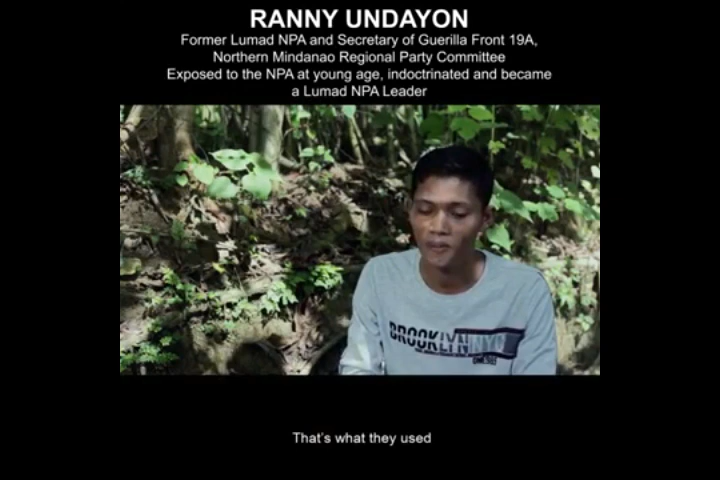 RANNY UNDAYON
Former Lumad NPA and Secretary of Guerilla Front 19A,
Northern Mindanao Regional Party Committee
Exposed to the NPA at young age, indoctrinated and became
a Lumad NPA Leader
BROOKLYN NYC
That's what they used